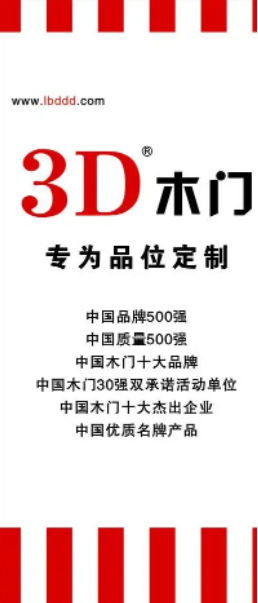 www.lbddd.com
3D®木门
专为品位定制
中国品牌500强
中国质量500强
中国木门十大品牌
中国木门30强双承诺活动单位
中国木门十大杰出企业
中国优质名牌产品